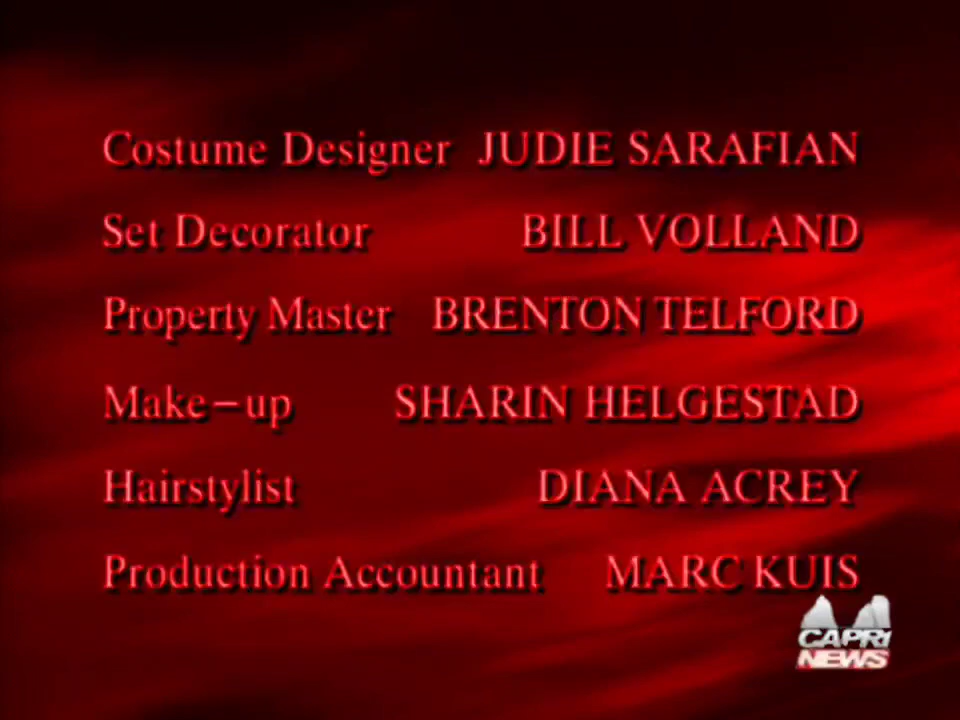 Costume Designer JUDIE SARAFIAN
Set Decorator BILL VOLLAND
Property Master BRENTON TELFORD
Make-up SHARIN HELGESTAD
Hairstylist DIANA ACREY
Production Accountant MARC KUIS
CAPRI
NEWS